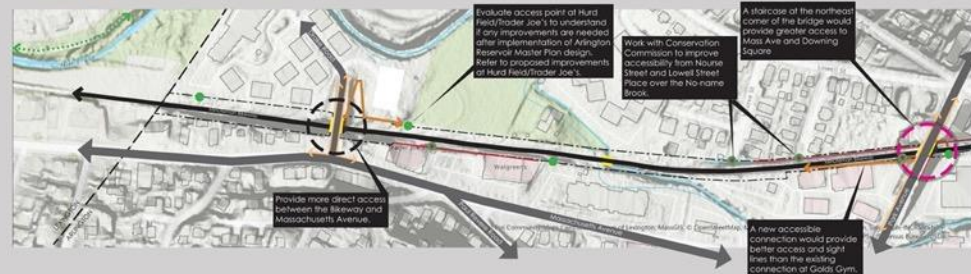 Evaluate access point at Hurd
Field/Trader Joe's to understand
if any improvements are needed
after implementation of Arlington
Reservoir Master Plan design.
Refer to proposed improvements
at Hurd Field/Trader Joe's.
A staircase at the northeast
corner of the bridge would
provide greater access to
Mass Ave and Downing
Square
Work with Conservation
Commission to improve
accessibility from Nourse
Street and Lowell Street
Place over the No-name
Brook.
Walgreens
Provide more direct access
between the Bikeway and
Massachusetts Avenue.
Massachusetts Avenue
A new accessible
connection would provide
better access and sight
lines than the existing
connection at Golds Gym.